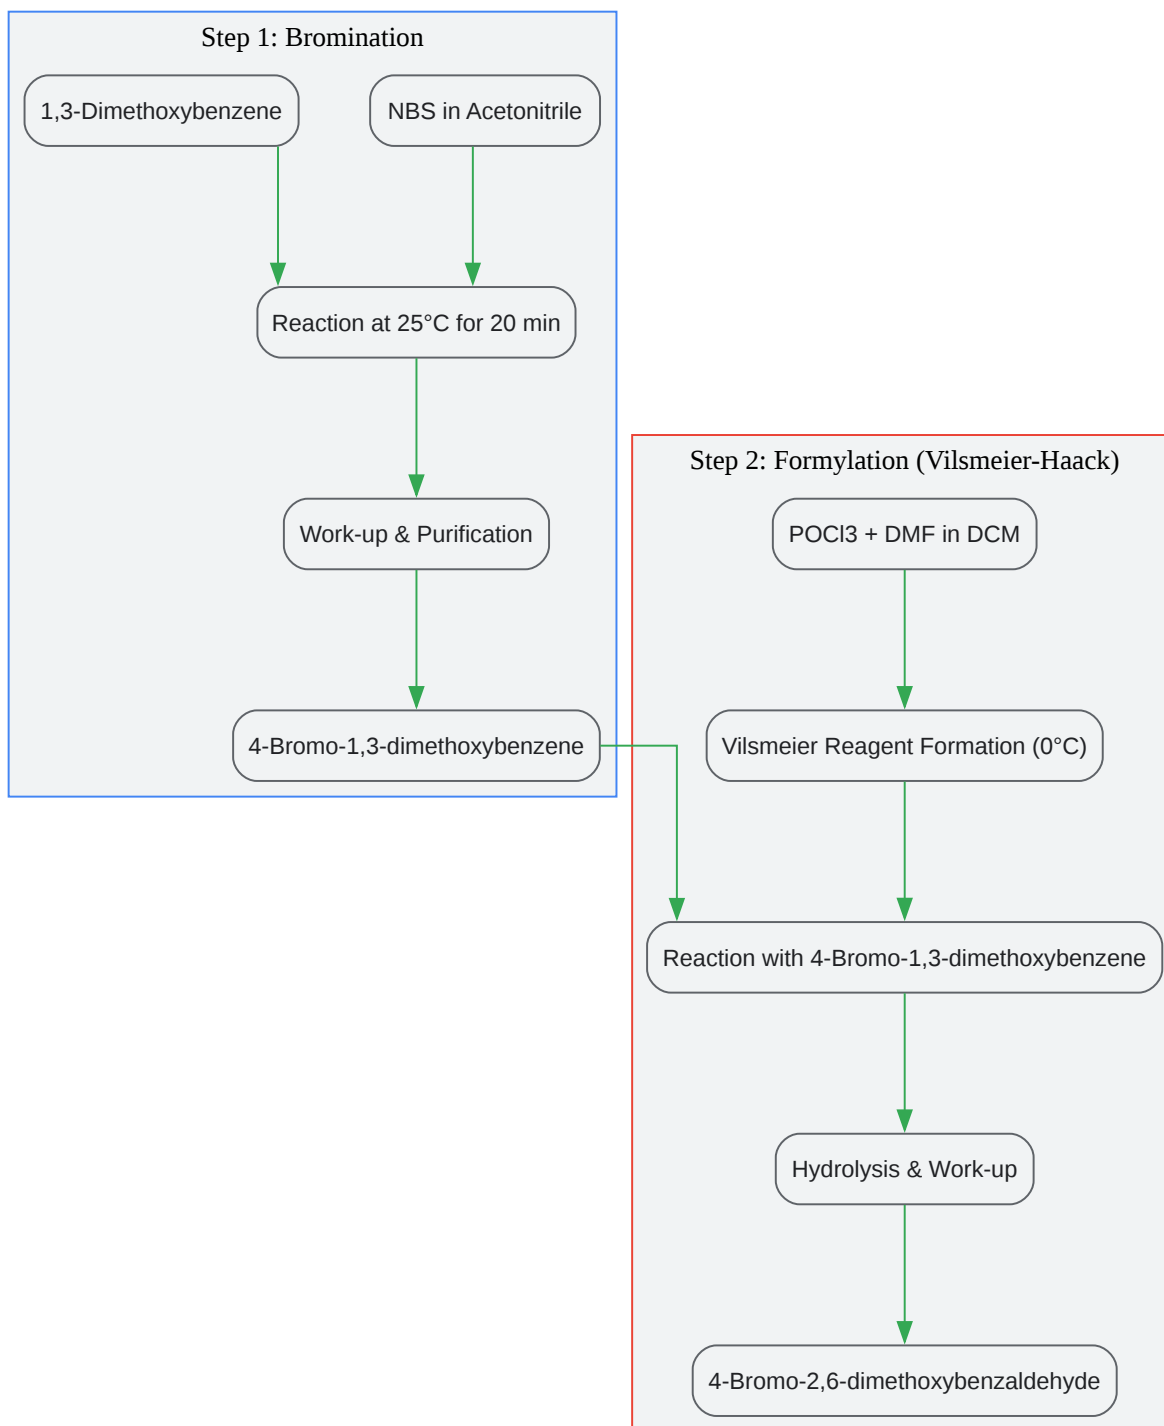 Step 1: Bromination
1,3-Dimethoxybenzene
NBS in Acetonitrile
Reaction at 25°C for 20 min
Work-up & Purification
4-Bromo-1,3-dimethoxybenzene
Step 2: Formylation (Vilsmeier-Haack)
POCl3 + DMF in DCM
Vilsmeier Reagent Formation (0°C)
Reaction with 4-Bromo-1,3-dimethoxybenzene
Hydrolysis & Work-up
4-Bromo-2,6-dimethoxybenzaldehyde